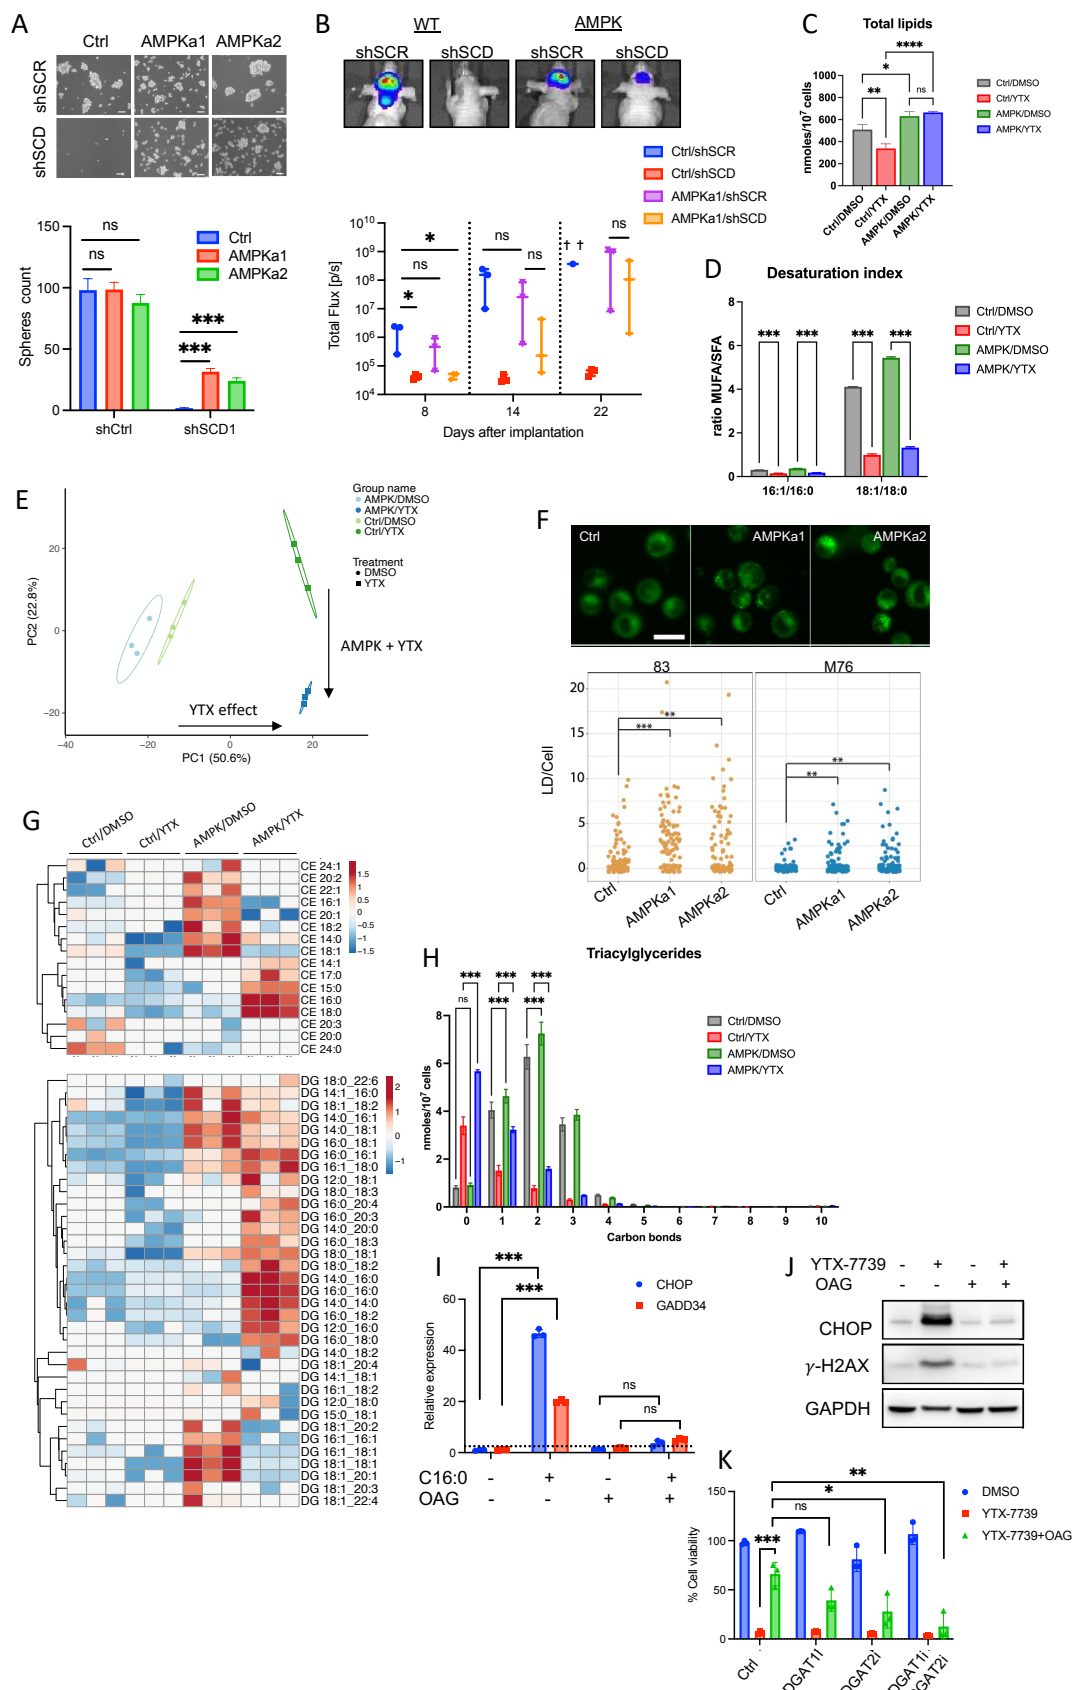 A
Ctrl AMPKa1 AMPKa2
shSCR
shSCD
150
100
50
0
Spheres count
ns
ns
***
***
Ctrl
AMPKa1
AMPKa2
shCtrl shSCD1
B
WT AMPK
shSCR shSCD shSCR shSCD
Ctrl/shSCR
Ctrl/shSCD
AMPKa1/shSCR
AMPKa1/shSCD
Total Flux [p/s]
10^10
10^9
10^8
10^7
10^6
10^5
10^4
*
ns
*
ns
ns
† †
ns
8 14 22
Days after implantation
C
Total lipids
****
*
**
ns
nmoles/10^7 cells
1000
800
600
400
200
0
Ctrl/DMSO
Ctrl/YTX
AMPK/DMSO
AMPK/YTX
Ctrl/DMSO
Ctrl/YTX
AMPK/DMSO
AMPK/YTX
D
Desaturation index
ratio MUFA/SFA
8
6
4
2
0
*** *** *** ***
16:1/16:0 18:1/18:0
Ctrl/DMSO
Ctrl/YTX
AMPK/DMSO
AMPK/YTX
E
Group name
AMPK/DMSO
AMPK/YTX
Ctrl/DMSO
Ctrl/YTX
Treatment
DMSO
YTX
PC2 (22.8%)
20
0
−20
−40 −20 0 20
PC1 (50.6%)
YTX effect
AMPK + YTX
F
Ctrl AMPKa1 AMPKa2
83 M76
LD/Cell
20
15
10
5
0
**
***
**
**
Ctrl AMPKa1 AMPKa2
Ctrl AMPKa1 AMPKa2
G
Ctrl/DMSO Ctrl/YTX AMPK/DMSO AMPK/YTX
CE 24:1
CE 20:2
CE 22:1
CE 16:1
CE 20:1
CE 18:2
CE 14:0
CE 18:1
CE 14:1
CE 17:0
CE 15:0
CE 16:0
CE 18:0
CE 20:3
CE 20:0
CE 24:0
1.5
1
0.5
0
−0.5
−1
−1.5
DG 18:0_22:6
DG 14:1_16:0
DG 18:1_18:2
DG 14:0_16:1
DG 14:0_18:1
DG 16:0_18:1
DG 16:0_16:1
DG 16:1_18:0
DG 12:0_18:1
DG 18:0_18:3
DG 16:0_20:4
DG 16:0_20:3
DG 14:0_20:0
DG 16:0_18:3
DG 18:0_18:1
DG 18:0_18:2
DG 14:0_16:0
DG 16:0_16:0
DG 14:0_14:0
DG 16:0_18:2
DG 12:0_16:0
DG 16:0_18:0
DG 14:0_18:2
DG 18:1_20:4
DG 14:1_18:1
DG 16:1_18:2
DG 12:0_18:0
DG 15:0_18:1
DG 18:1_20:2
DG 16:1_16:1
DG 16:1_18:1
DG 18:1_18:1
DG 18:1_20:1
DG 18:1_20:3
DG 18:1_22:4
2
1
0
−1
H
Triacylglycerides
nmoles/10^7 cells
8
6
4
2
0
*** *** ***
ns *** ***
Ctrl/DMSO
Ctrl/YTX
AMPK/DMSO
AMPK/YTX
0 1 2 3 4 5 6 7 8 9 10
Carbon bonds
I
Relative expression
60
40
20
0
***
***
ns
ns
CHOP
GADD34
C16:0 - + - +
OAG - - + +
J
YTX-7739 - + - +
OAG - - + +
CHOP
γ-H2AX
GAPDH
K
% Cell viability
100
50
0
**
*
ns
***
DMSO
YTX-7739
YTX-7739+OAG
Ctrl
DGAT1i
DGAT2i
DGAT1i
DGAT2i